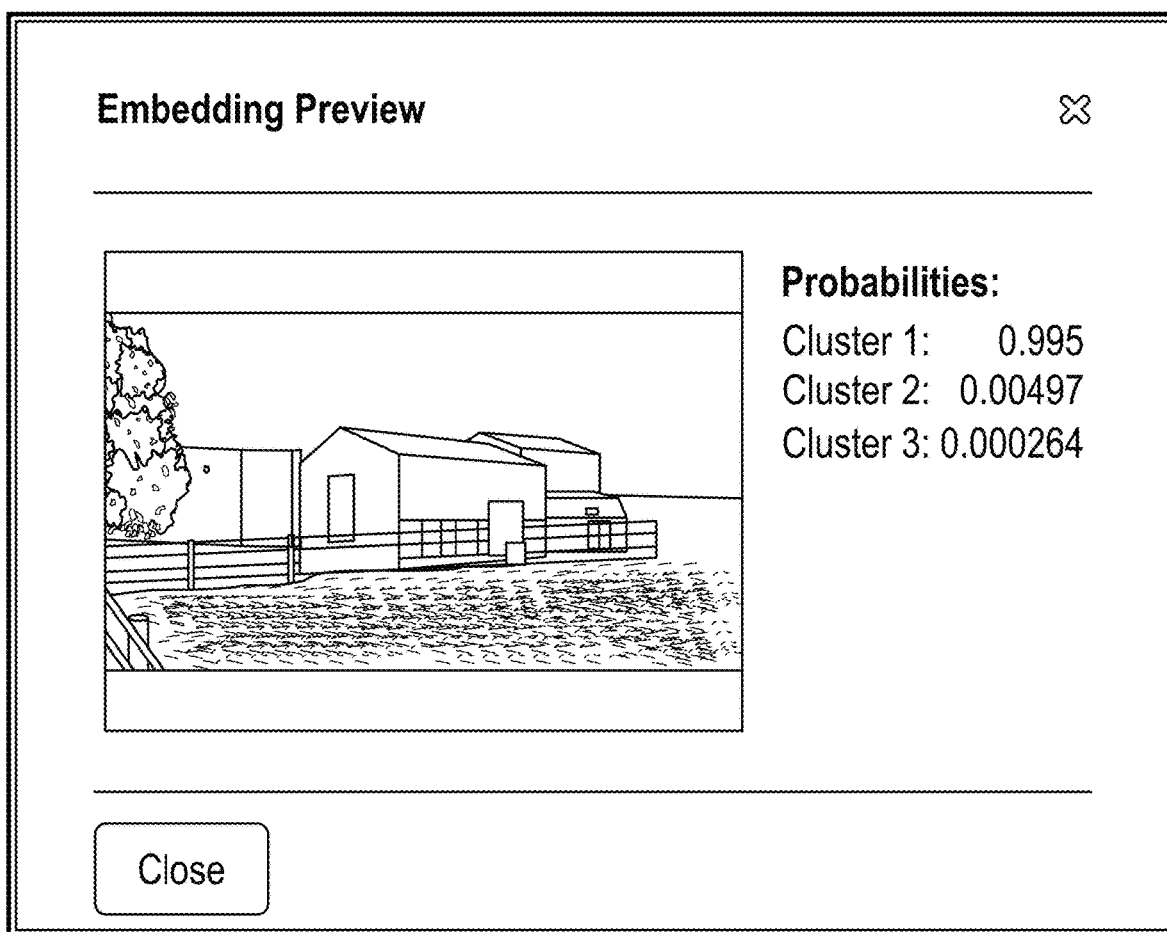 Embedding Preview
Probabilities:
Cluster 1: 0.995
Cluster 2: 0.00497
Cluster 3: 0.000264
Close